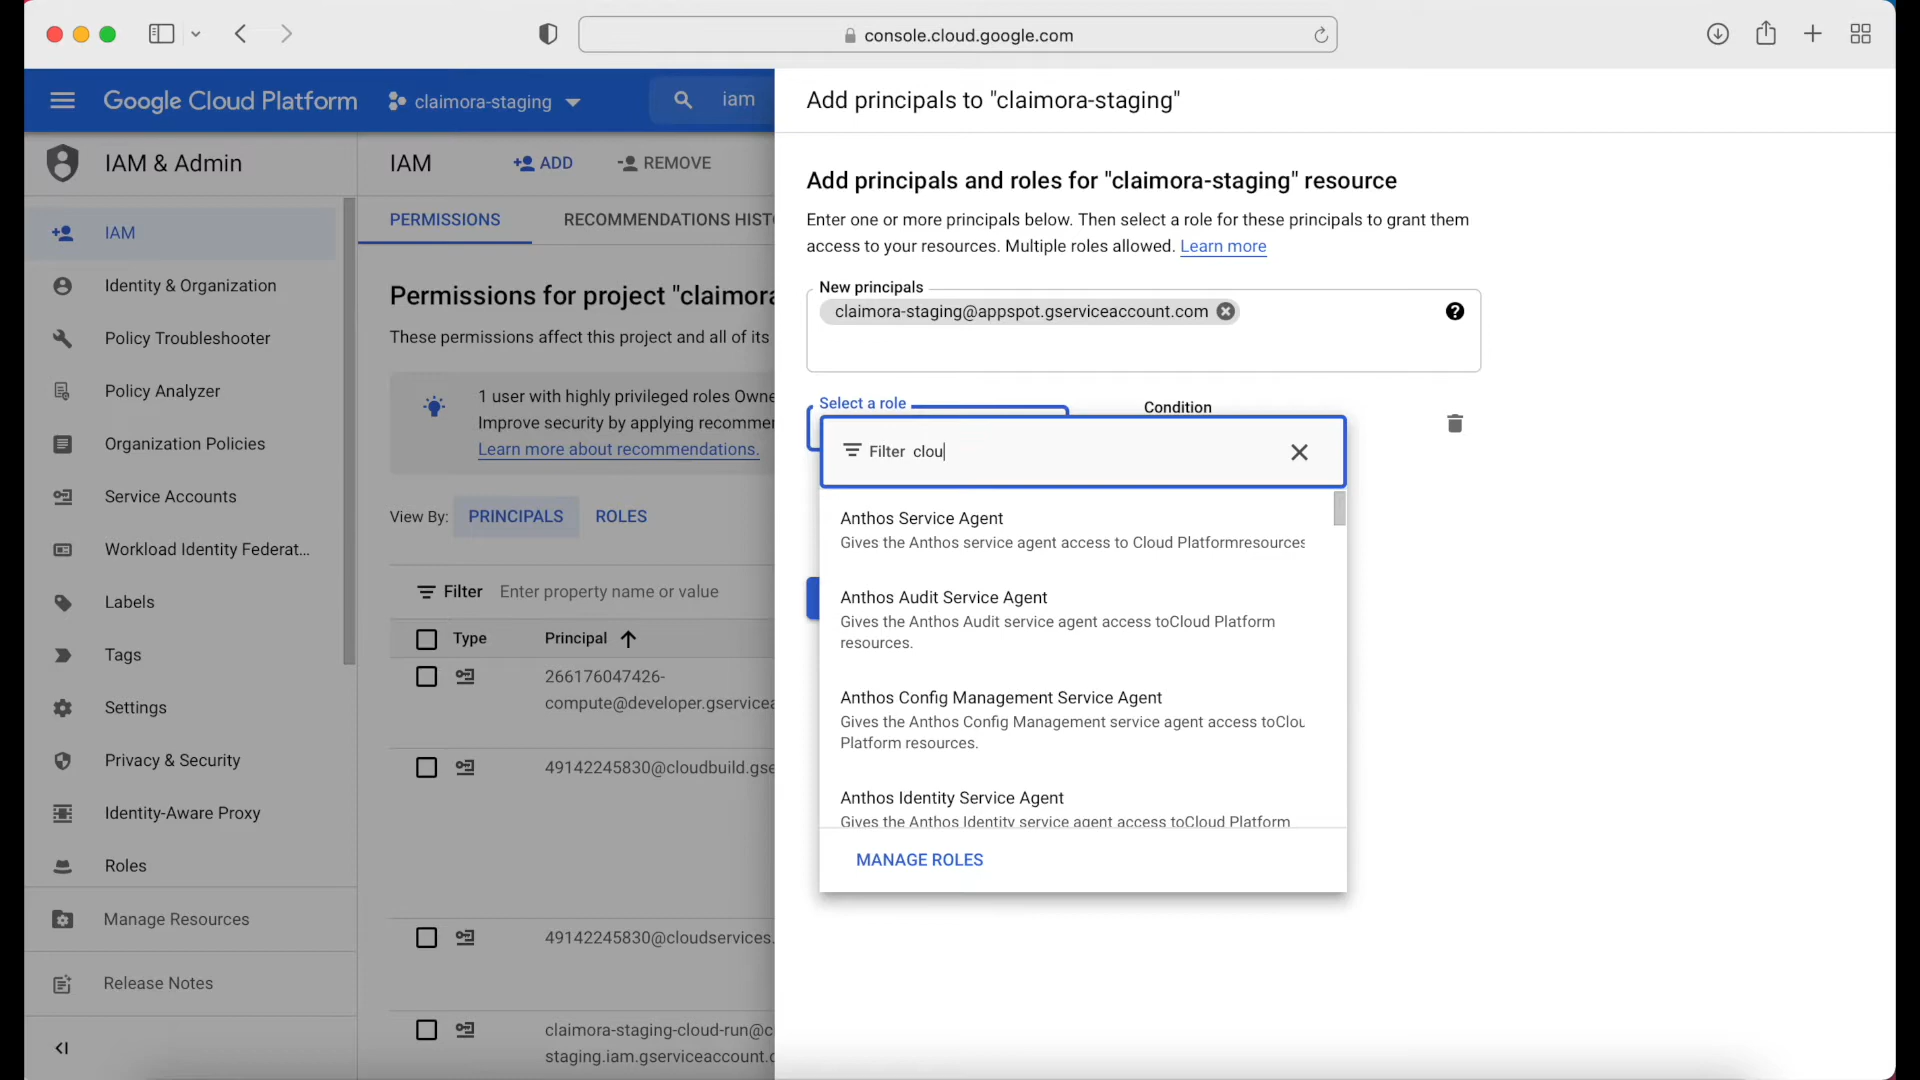 console.cloud.google.com
Google Cloud Platform
claimora-staging
iam
IAM & Admin
IAM
Identity & Organization
Policy Troubleshooter
Policy Analyzer
Organization Policies
Service Accounts
Workload Identity Federat...
Labels
Tags
Settings
Privacy & Security
Identity-Aware Proxy
Roles
Manage Resources
Release Notes
IAM
ADD
REMOVE
PERMISSIONS
RECOMMENDATIONS HISTO
Permissions for project "claimora
These permissions affect this project and all of its
1 user with highly privileged roles Owne
Improve security by applying recommer
Learn more about recommendations.
View By:
PRINCIPALS
ROLES
Filter
Enter property name or value
Type
Principal
266176047426-
compute@developer.gservicea
49142245830@cloudbuild.gse
49142245830@cloudservices.
claimora-staging-cloud-run@c
staging.iam.gserviceaccount.c
Add principals to "claimora-staging"
Add principals and roles for "claimora-staging" resource
Enter one or more principals below. Then select a role for these principals to grant them
access to your resources. Multiple roles allowed. Learn more
New principals
claimora-staging@appspot.gserviceaccount.com
Select a role
Condition
Filter clou
Anthos Service Agent
Gives the Anthos service agent access to Cloud Platformresources
Anthos Audit Service Agent
Gives the Anthos Audit service agent access toCloud Platform
resources.
Anthos Config Management Service Agent
Gives the Anthos Config Management service agent access toClou
Platform resources.
Anthos Identity Service Agent
Gives the Anthos Identity service agent access toCloud Platform
MANAGE ROLES